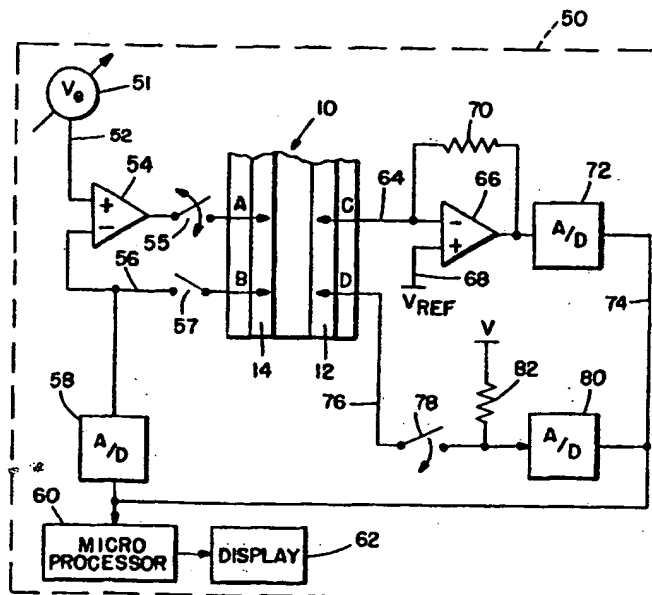 50
Ve
51
10
52
70
54
+
-
64
66
72
A
C
-
+
A/D
55
68
56
B
D
VREF
74
57
V
14
12
82
80
58
76
78
A/D
A/D
60
MICRO
PROCESSOR
DISPLAY
62